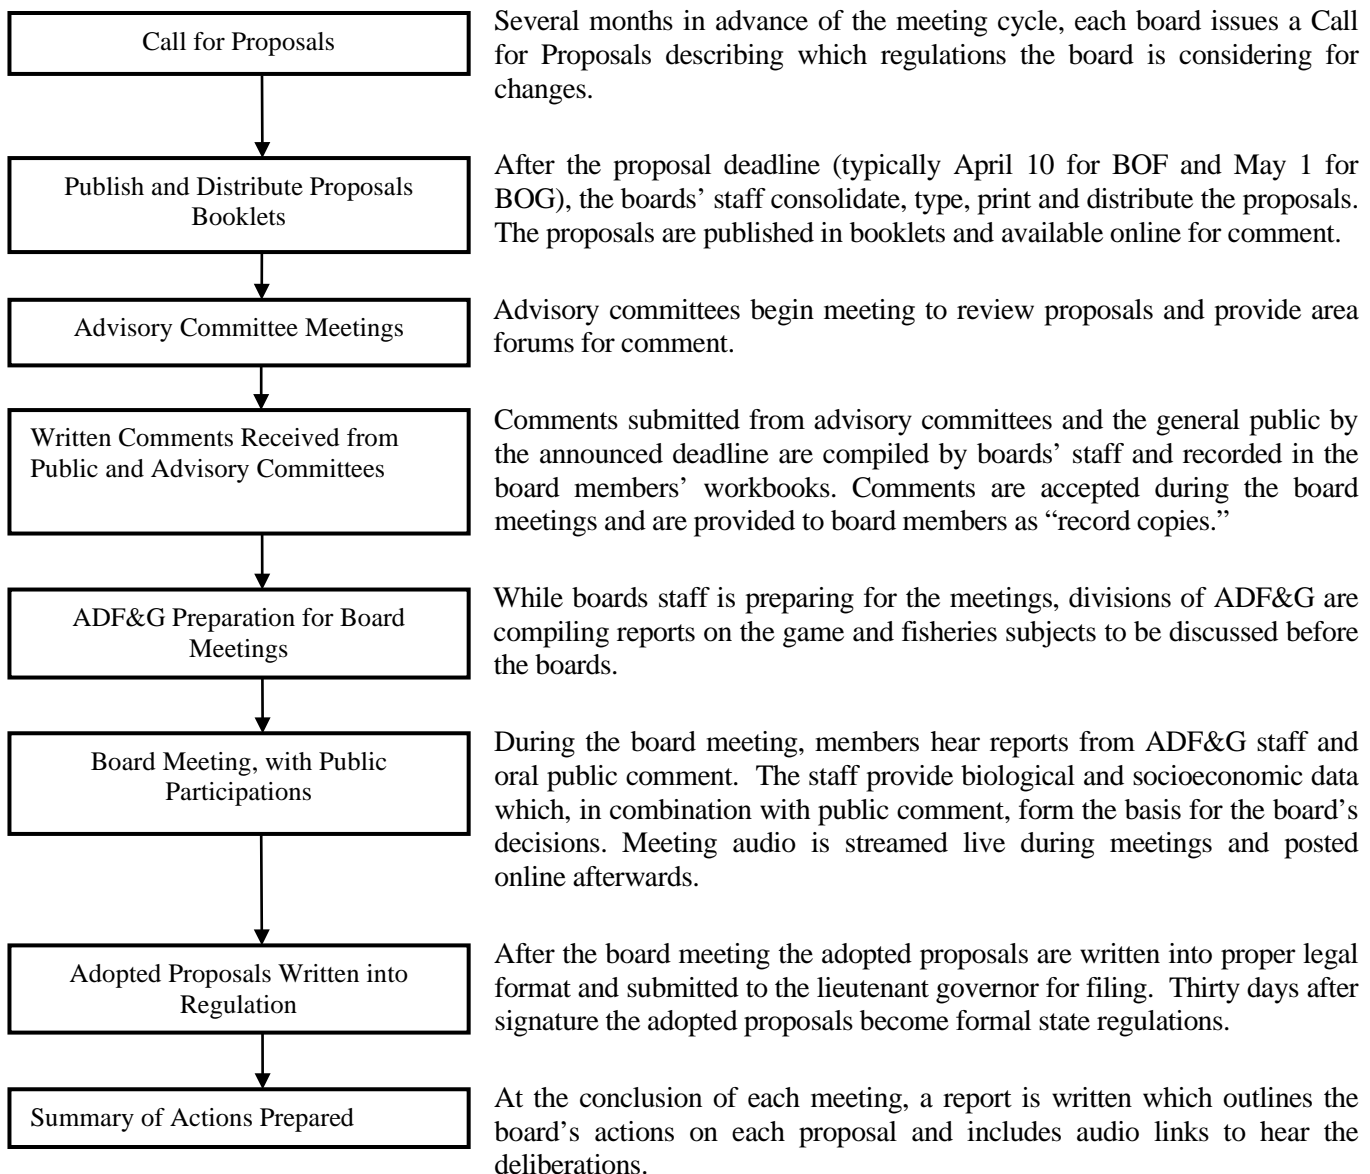 Call for Proposals
Several months in advance of the meeting cycle, each board issues a Call
for Proposals describing which regulations the board is considering for
changes.
Publish and Distribute Proposals
Booklets
After the proposal deadline (typically April 10 for BOF and May 1 for
BOG), the boards’ staff consolidate, type, print and distribute the proposals.
The proposals are published in booklets and available online for comment.
Advisory Committee Meetings
Advisory committees begin meeting to review proposals and provide area
forums for comment.
Written Comments Received from
Public and Advisory Committees
Comments submitted from advisory committees and the general public by
the announced deadline are compiled by boards’ staff and recorded in the
board members’ workbooks. Comments are accepted during the board
meetings and are provided to board members as “record copies.”
ADF&G Preparation for Board
Meetings
While boards staff is preparing for the meetings, divisions of ADF&G are
compiling reports on the game and fisheries subjects to be discussed before
the boards.
Board Meeting, with Public
Participations
During the board meeting, members hear reports from ADF&G staff and
oral public comment.  The staff provide biological and socioeconomic data
which, in combination with public comment, form the basis for the board’s
decisions. Meeting audio is streamed live during meetings and posted
online afterwards.
Adopted Proposals Written into
Regulation
After the board meeting the adopted proposals are written into proper legal
format and submitted to the lieutenant governor for filing.  Thirty days after
signature the adopted proposals become formal state regulations.
Summary of Actions Prepared
At the conclusion of each meeting, a report is written which outlines the
board’s actions on each proposal and includes audio links to hear the
deliberations.